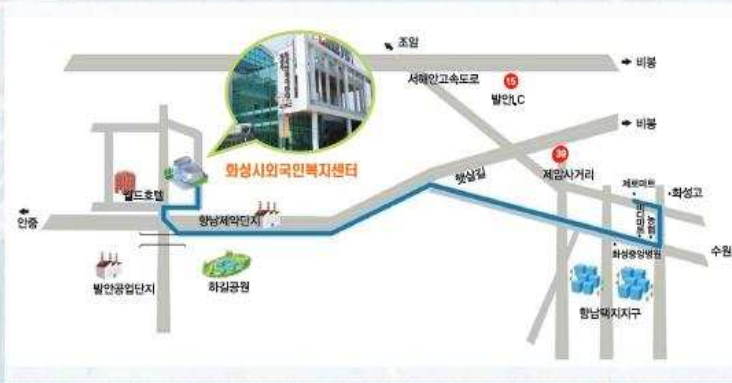 조암
비봉
서해안고속도로
15
발안I.C
비봉
39
화성시외국인복지센터
햇살길
제암사거리
월드호텔
제로마트
화성고
안중
향남제약단지
농협
화성중앙병원
수원
발안공업단지
하길공원
향남택지지구